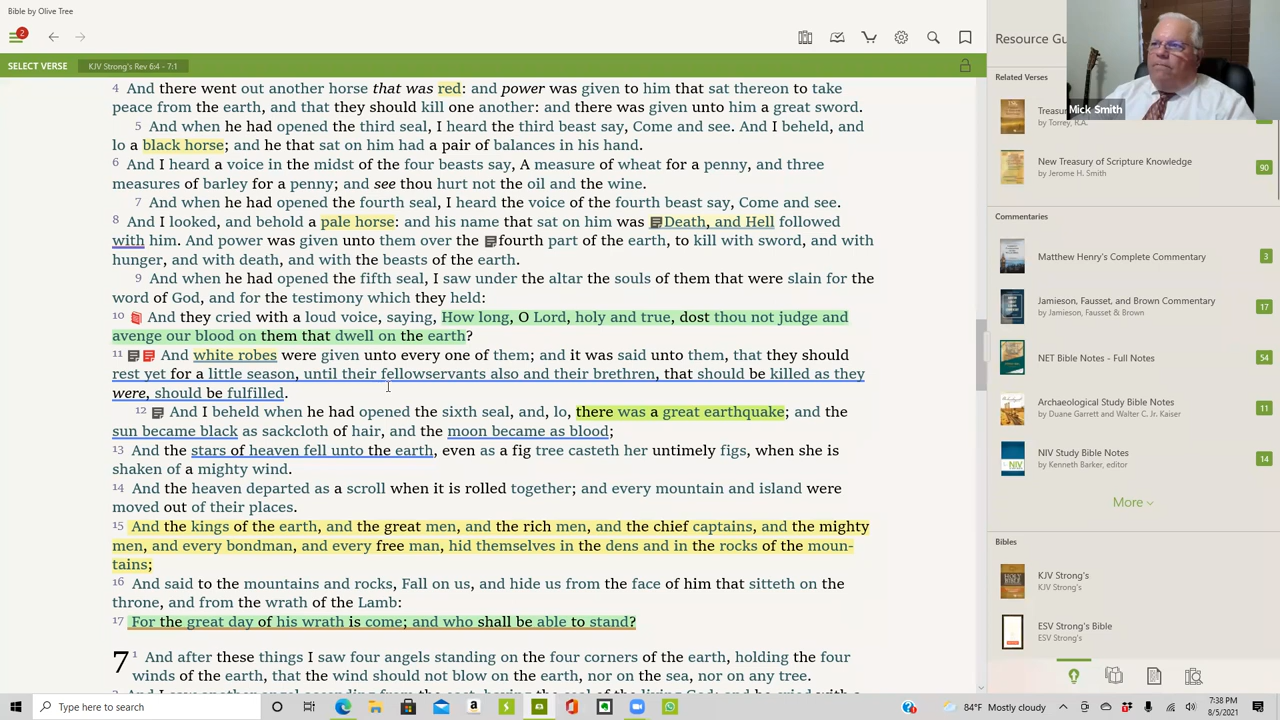 Bible by Olive Tree
2
SELECT VERSE
KJV Strong's Rev 6:4 - 7:1
4 And there went out another horse that was red: and power was given to him that sat thereon to take
peace from the earth, and that they should kill one another: and there was given unto him a great sword.
5 And when he had opened the third seal, I heard the third beast say, Come and see. And I beheld, and
lo a black horse; and he that sat on him had a pair of balances in his hand.
6 And I heard a voice in the midst of the four beasts say, A measure of wheat for a penny, and three
measures of barley for a penny; and see thou hurt not the oil and the wine.
7 And when he had opened the fourth seal, I heard the voice of the fourth beast say, Come and see.
8 And I looked, and behold a pale horse: and his name that sat on him was Death, and Hell followed
with him. And power was given unto them over the fourth part of the earth, to kill with sword, and with
hunger, and with death, and with the beasts of the earth.
9 And when he had opened the fifth seal, I saw under the altar the souls of them that were slain for the
word of God, and for the testimony which they held:
10 And they cried with a loud voice, saying, How long, O Lord, holy and true, dost thou not judge and
avenge our blood on them that dwell on the earth?
11 And white robes were given unto every one of them; and it was said unto them, that they should
rest yet for a little season, until their fellowservants also and their brethren, that should be killed as they
were, should be fulfilled.
12 And I beheld when he had opened the sixth seal, and, lo, there was a great earthquake; and the
sun became black as sackcloth of hair, and the moon became as blood;
13 And the stars of heaven fell unto the earth, even as a fig tree casteth her untimely figs, when she is
shaken of a mighty wind.
14 And the heaven departed as a scroll when it is rolled together; and every mountain and island were
moved out of their places.
15 And the kings of the earth, and the great men, and the rich men, and the chief captains, and the mighty
men, and every bondman, and every free man, hid themselves in the dens and in the rocks of the moun-
tains;
16 And said to the mountains and rocks, Fall on us, and hide us from the face of him that sitteth on the
throne, and from the wrath of the Lamb:
17 For the great day of his wrath is come; and who shall be able to stand?
7 1 And after these things I saw four angels standing on the four corners of the earth, holding the four
winds of the earth, that the wind should not blow on the earth, nor on the sea, nor on any tree.
Resource Gu
Mick Smith
Related Verses
Treasu
by Torrey, R.A.
New Treasury of Scripture Knowledge
by Jerome H. Smith
90
Commentaries
Matthew Henry's Complete Commentary
3
Jamieson, Fausset, and Brown Commentary
by Jamieson, Fausset & Brown
17
NET Bible Notes - Full Notes
54
Archaeological Study Bible Notes
by Duane Garrett and Walter C. Jr. Kaiser
11
NIV Study Bible Notes
by Kenneth Barker, editor
14
More
Bibles
KJV Strong's
KJV Strong's
ESV Strong's Bible
ESV Strong's
Type here to search
84°F Mostly cloudy
7:38 PM
8/5/2021